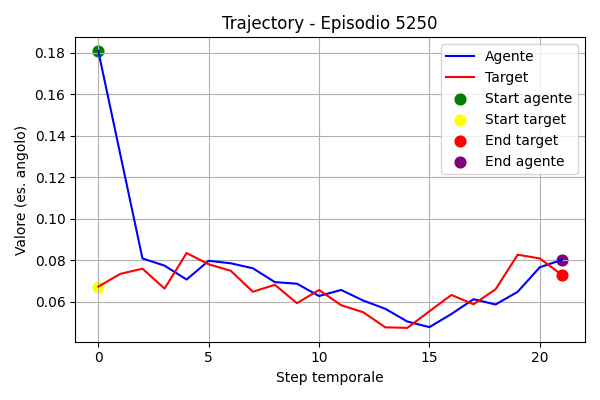 Trajectory - Episodio 5250
Valore (es. angolo)
0.18
0.16
0.14
0.12
0.10
0.08
0.06
Agente
Target
Start agente
Start target
End target
End agente
0
5
10
15
20
Step temporale